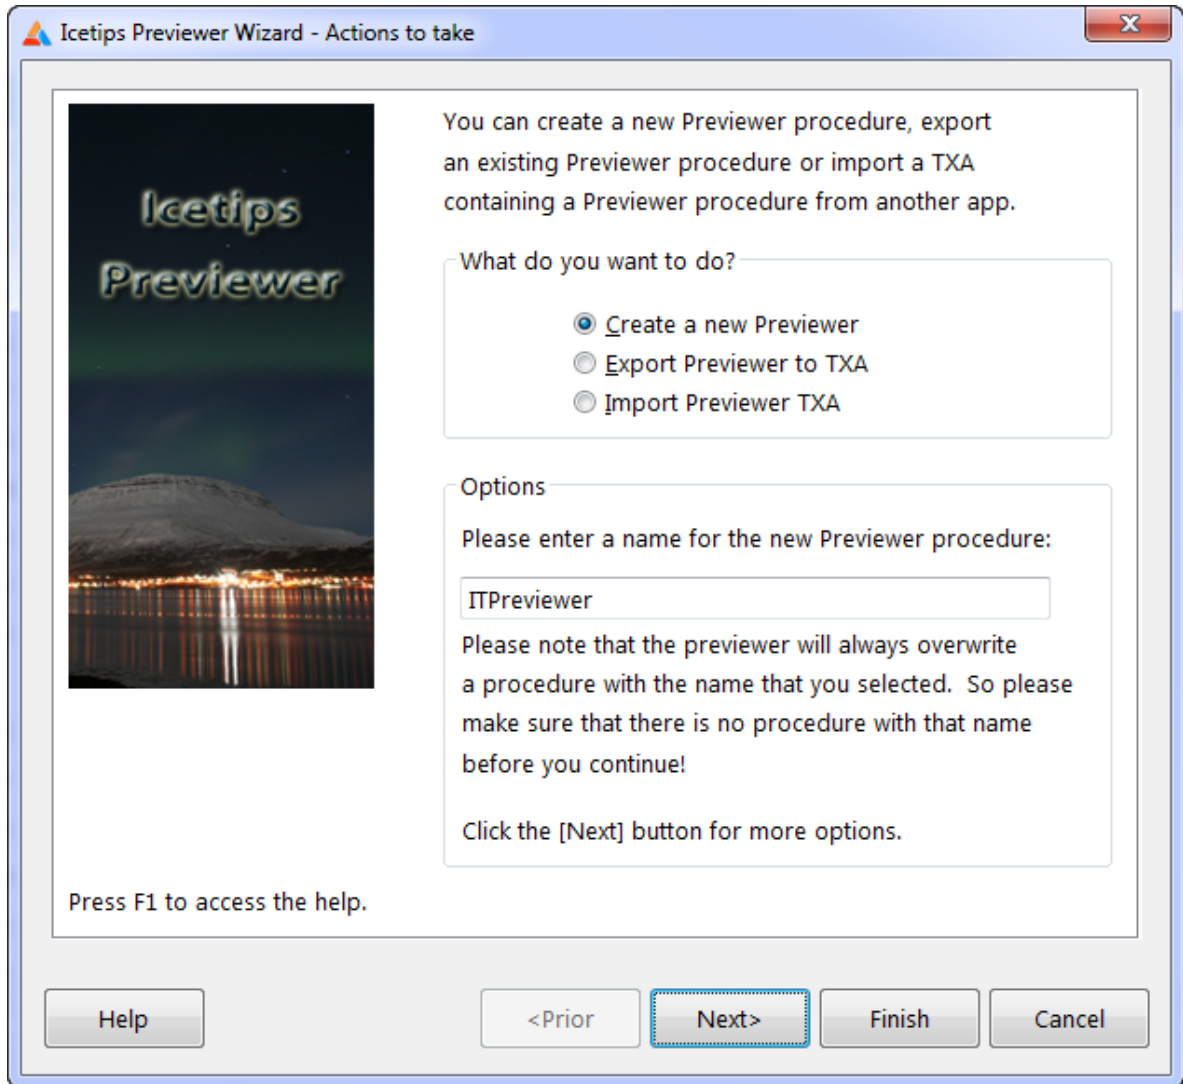 Icetips Previewer Wizard - Actions to take
Icetips
Previewer
You can create a new Previewer procedure, export
an existing Previewer procedure or import a TXA
containing a Previewer procedure from another app.
What do you want to do?
Create a new Previewer
Export Previewer to TXA
Import Previewer TXA
Options
Please enter a name for the new Previewer procedure:
ITPreviewer
Please note that the previewer will always overwrite
a procedure with the name that you selected.  So please
make sure that there is no procedure with that name
before you continue!
Click the [Next] button for more options.
Press F1 to access the help.
Help
<Prior
Next>
Finish
Cancel